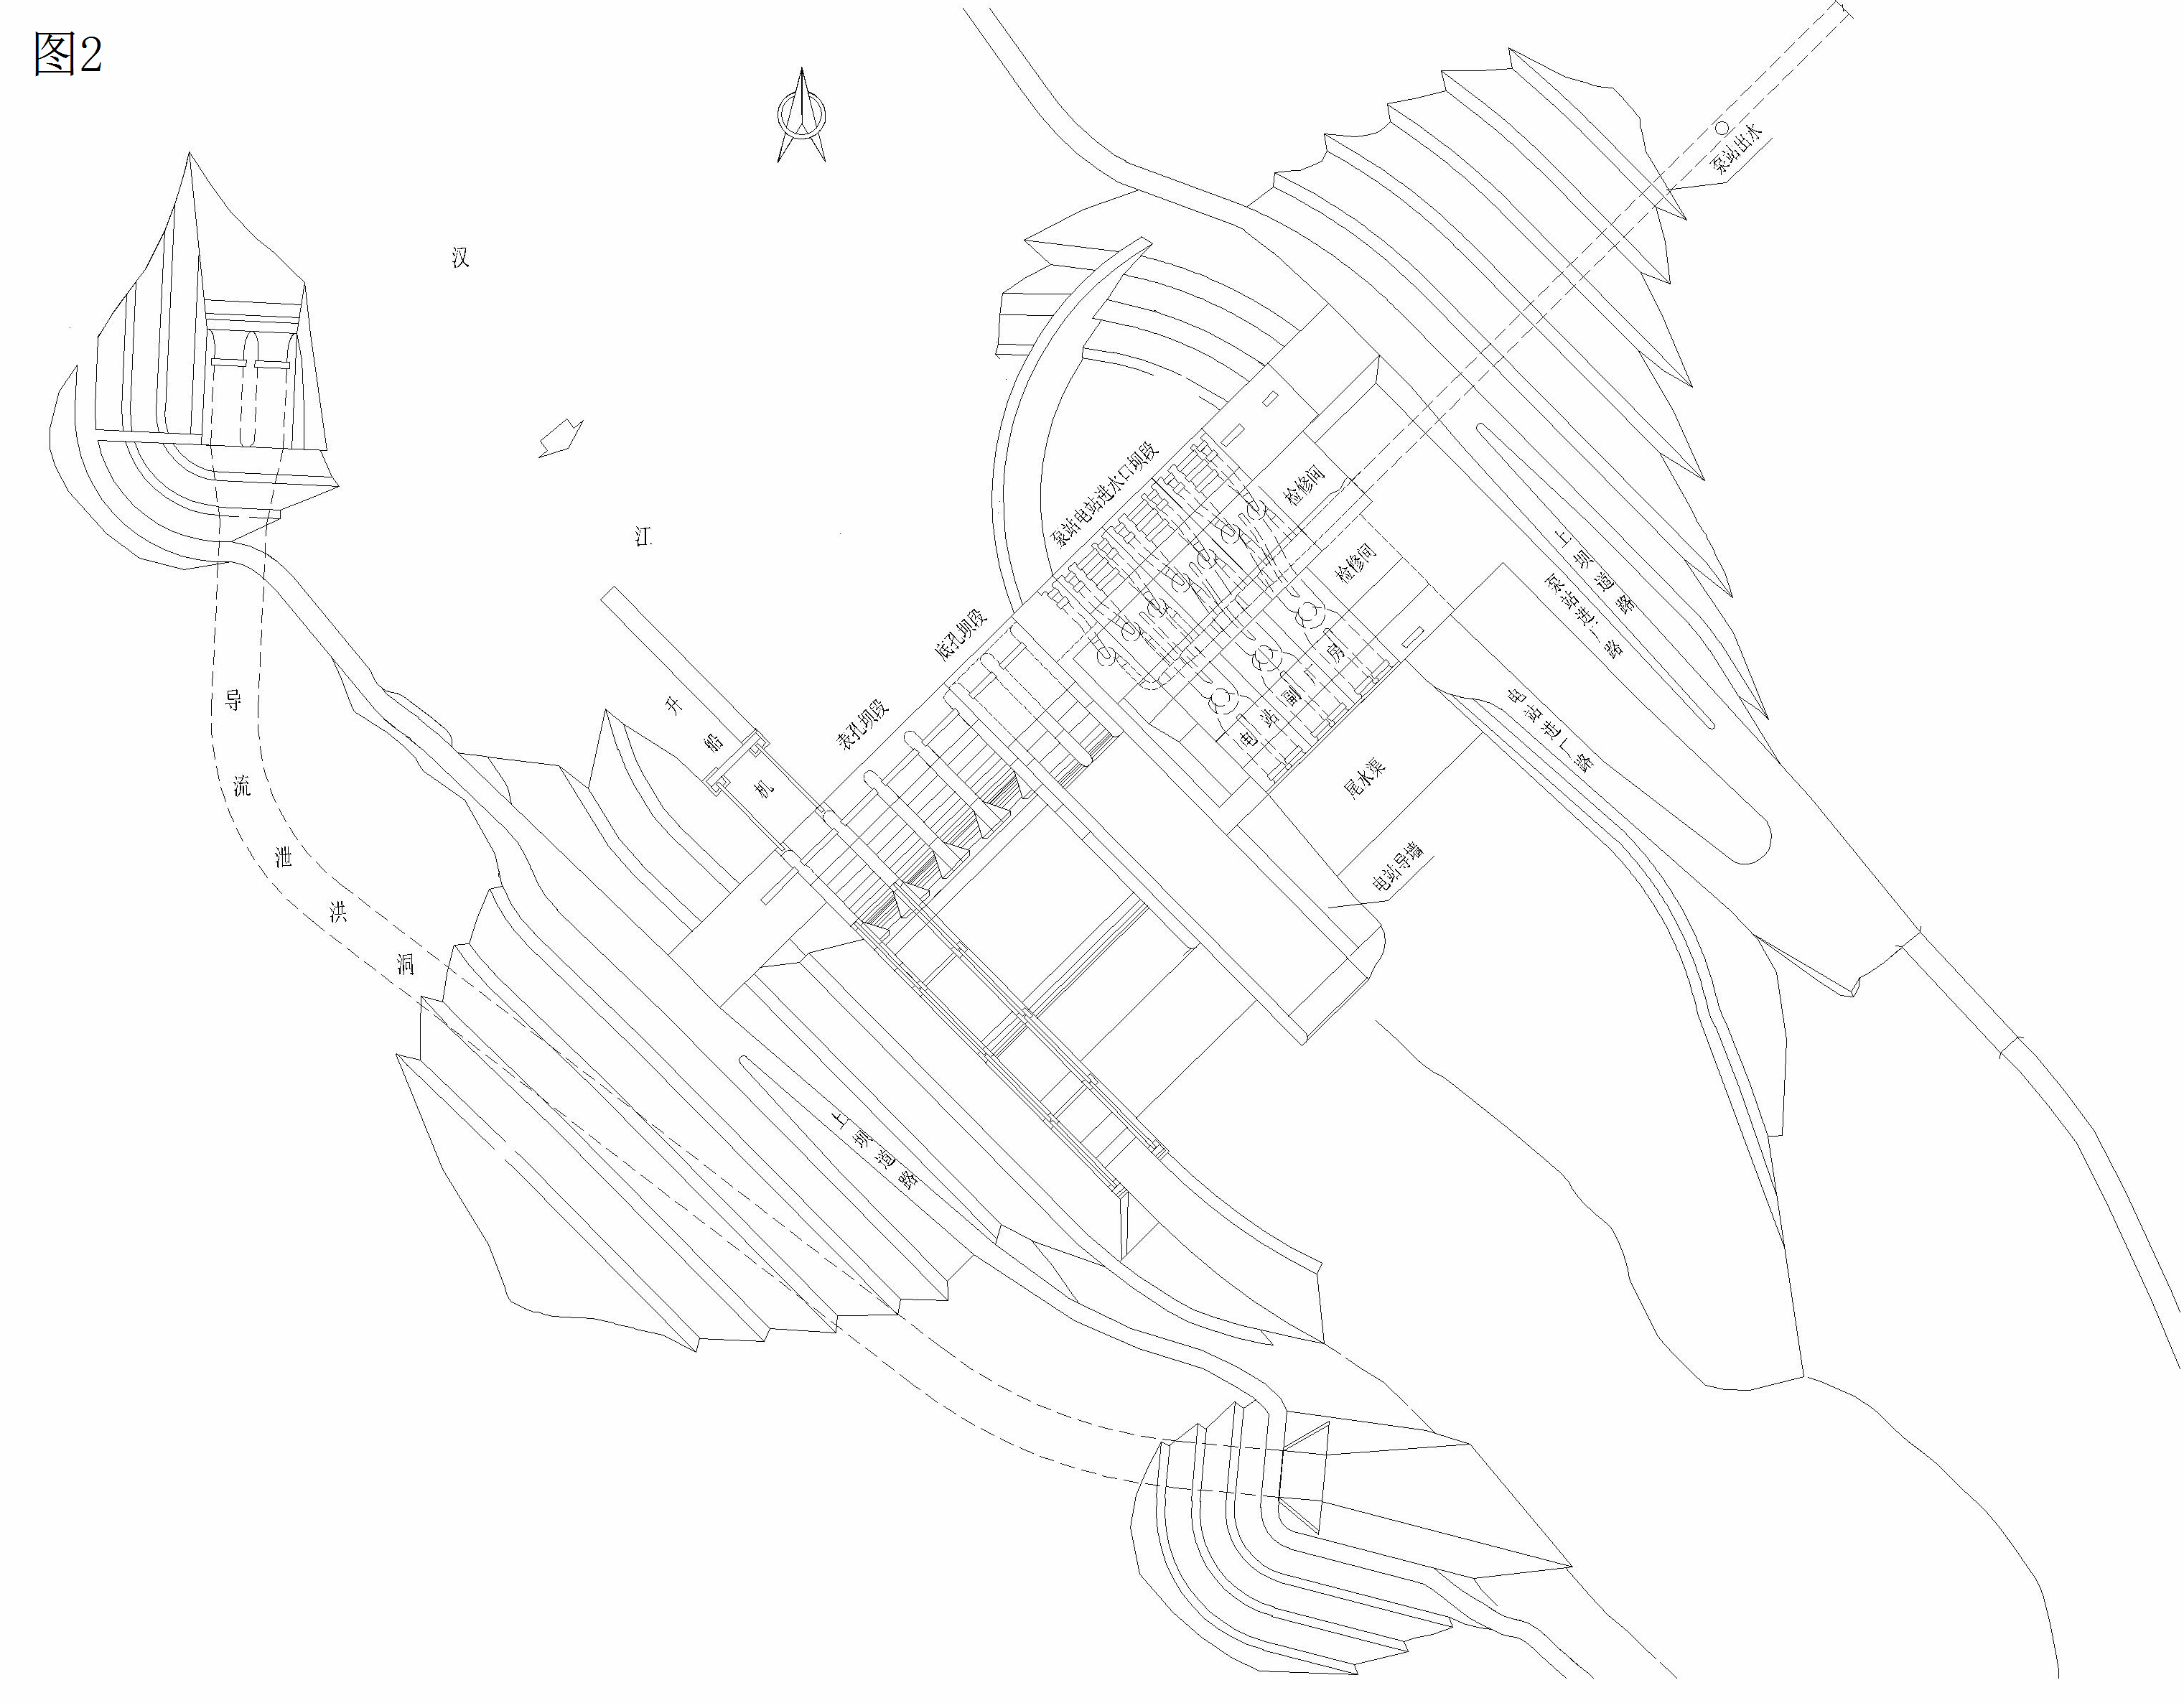 图2
泵站出水
汉
江
泵站电站进水口坝段
检修间
检修间
上坝道路
泵站进厂路
底孔坝段
表孔坝段
电站副厂房
电站进厂路
尾水渠
电站导墙
升船机
导流泄洪洞
上坝道路